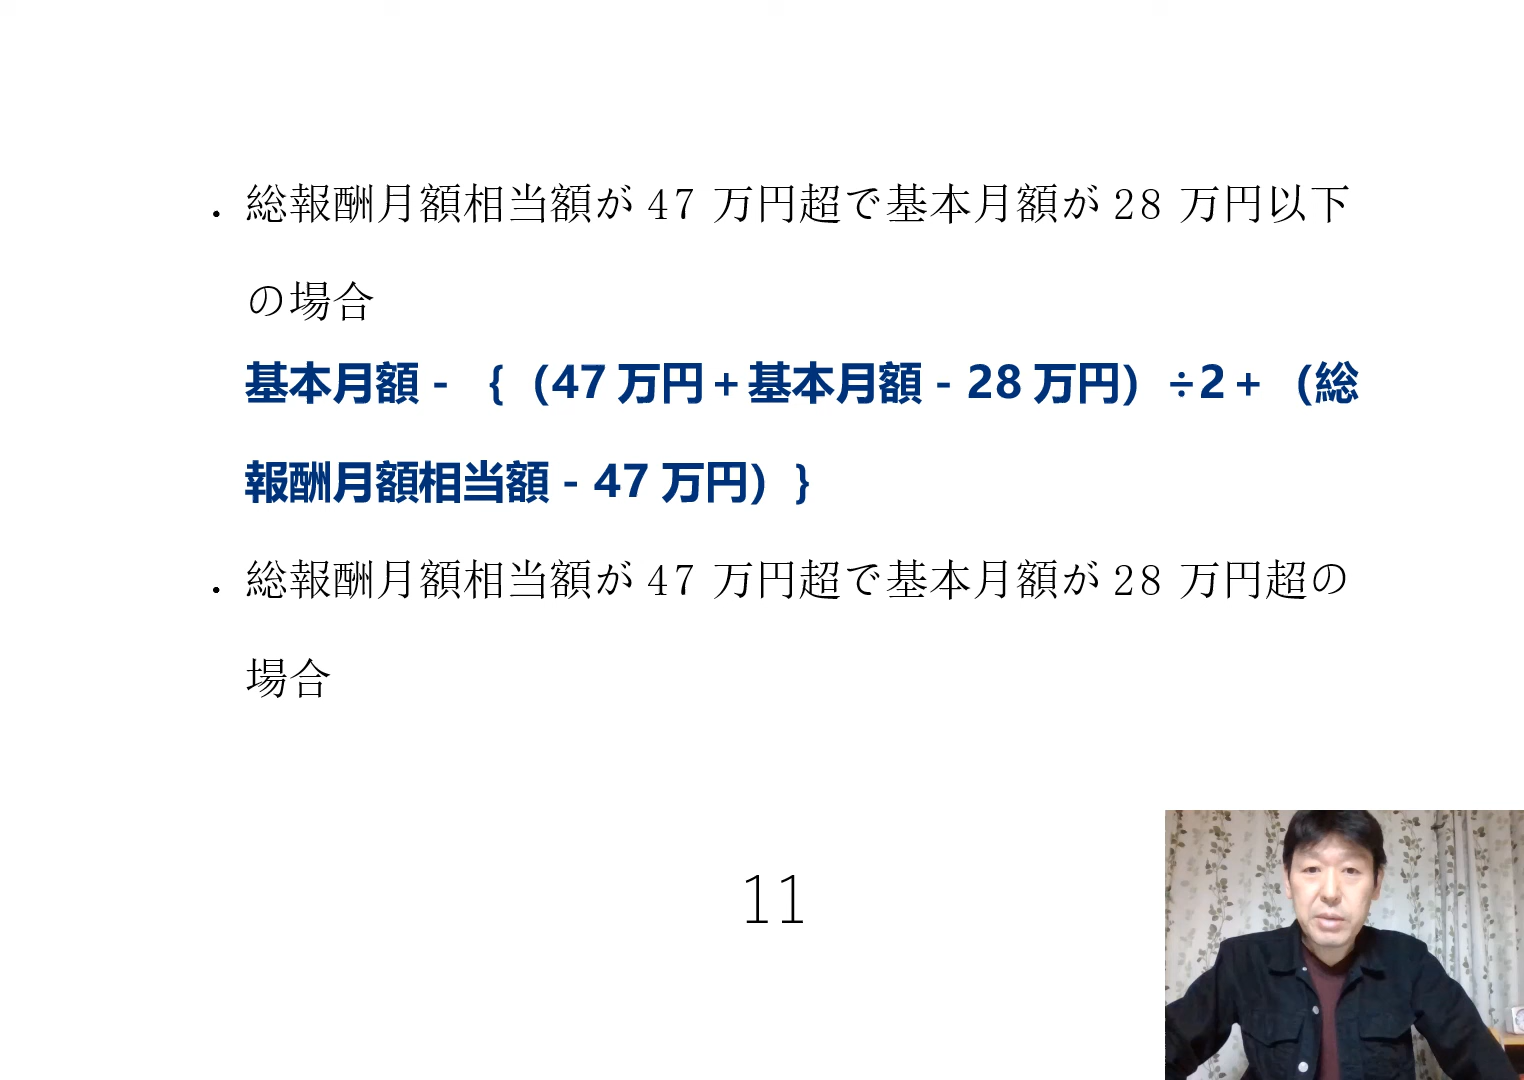 . 総報酬月額相当額が 47 万円超で基本月額が 28 万円以下
の場合
基本月額 - ｛（47 万円＋基本月額 - 28 万円）÷2＋（総
報酬月額相当額 - 47 万円）｝
. 総報酬月額相当額が 47 万円超で基本月額が 28 万円超の
場合
11